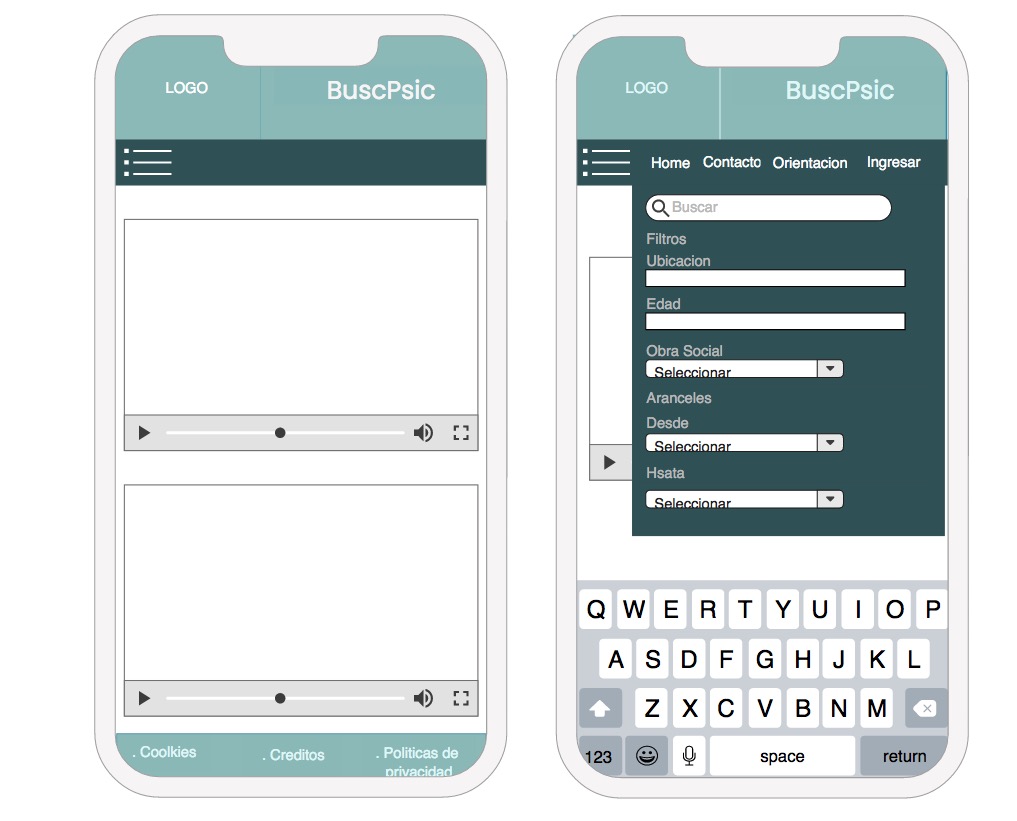 LOGO
BuscPsic
. Coolkies
. Creditos
. Politicas de
privacidad
LOGO
BuscPsic
Home Contacto Orientacion Ingresar
Buscar
Filtros
Ubicacion
Edad
Obra Social
Seleccionar
Aranceles
Desde
Seleccionar
Hsata
Seleccionar
Q W E R T Y U I O P
A S D F G H J K L
Z X C V B N M
123 space return